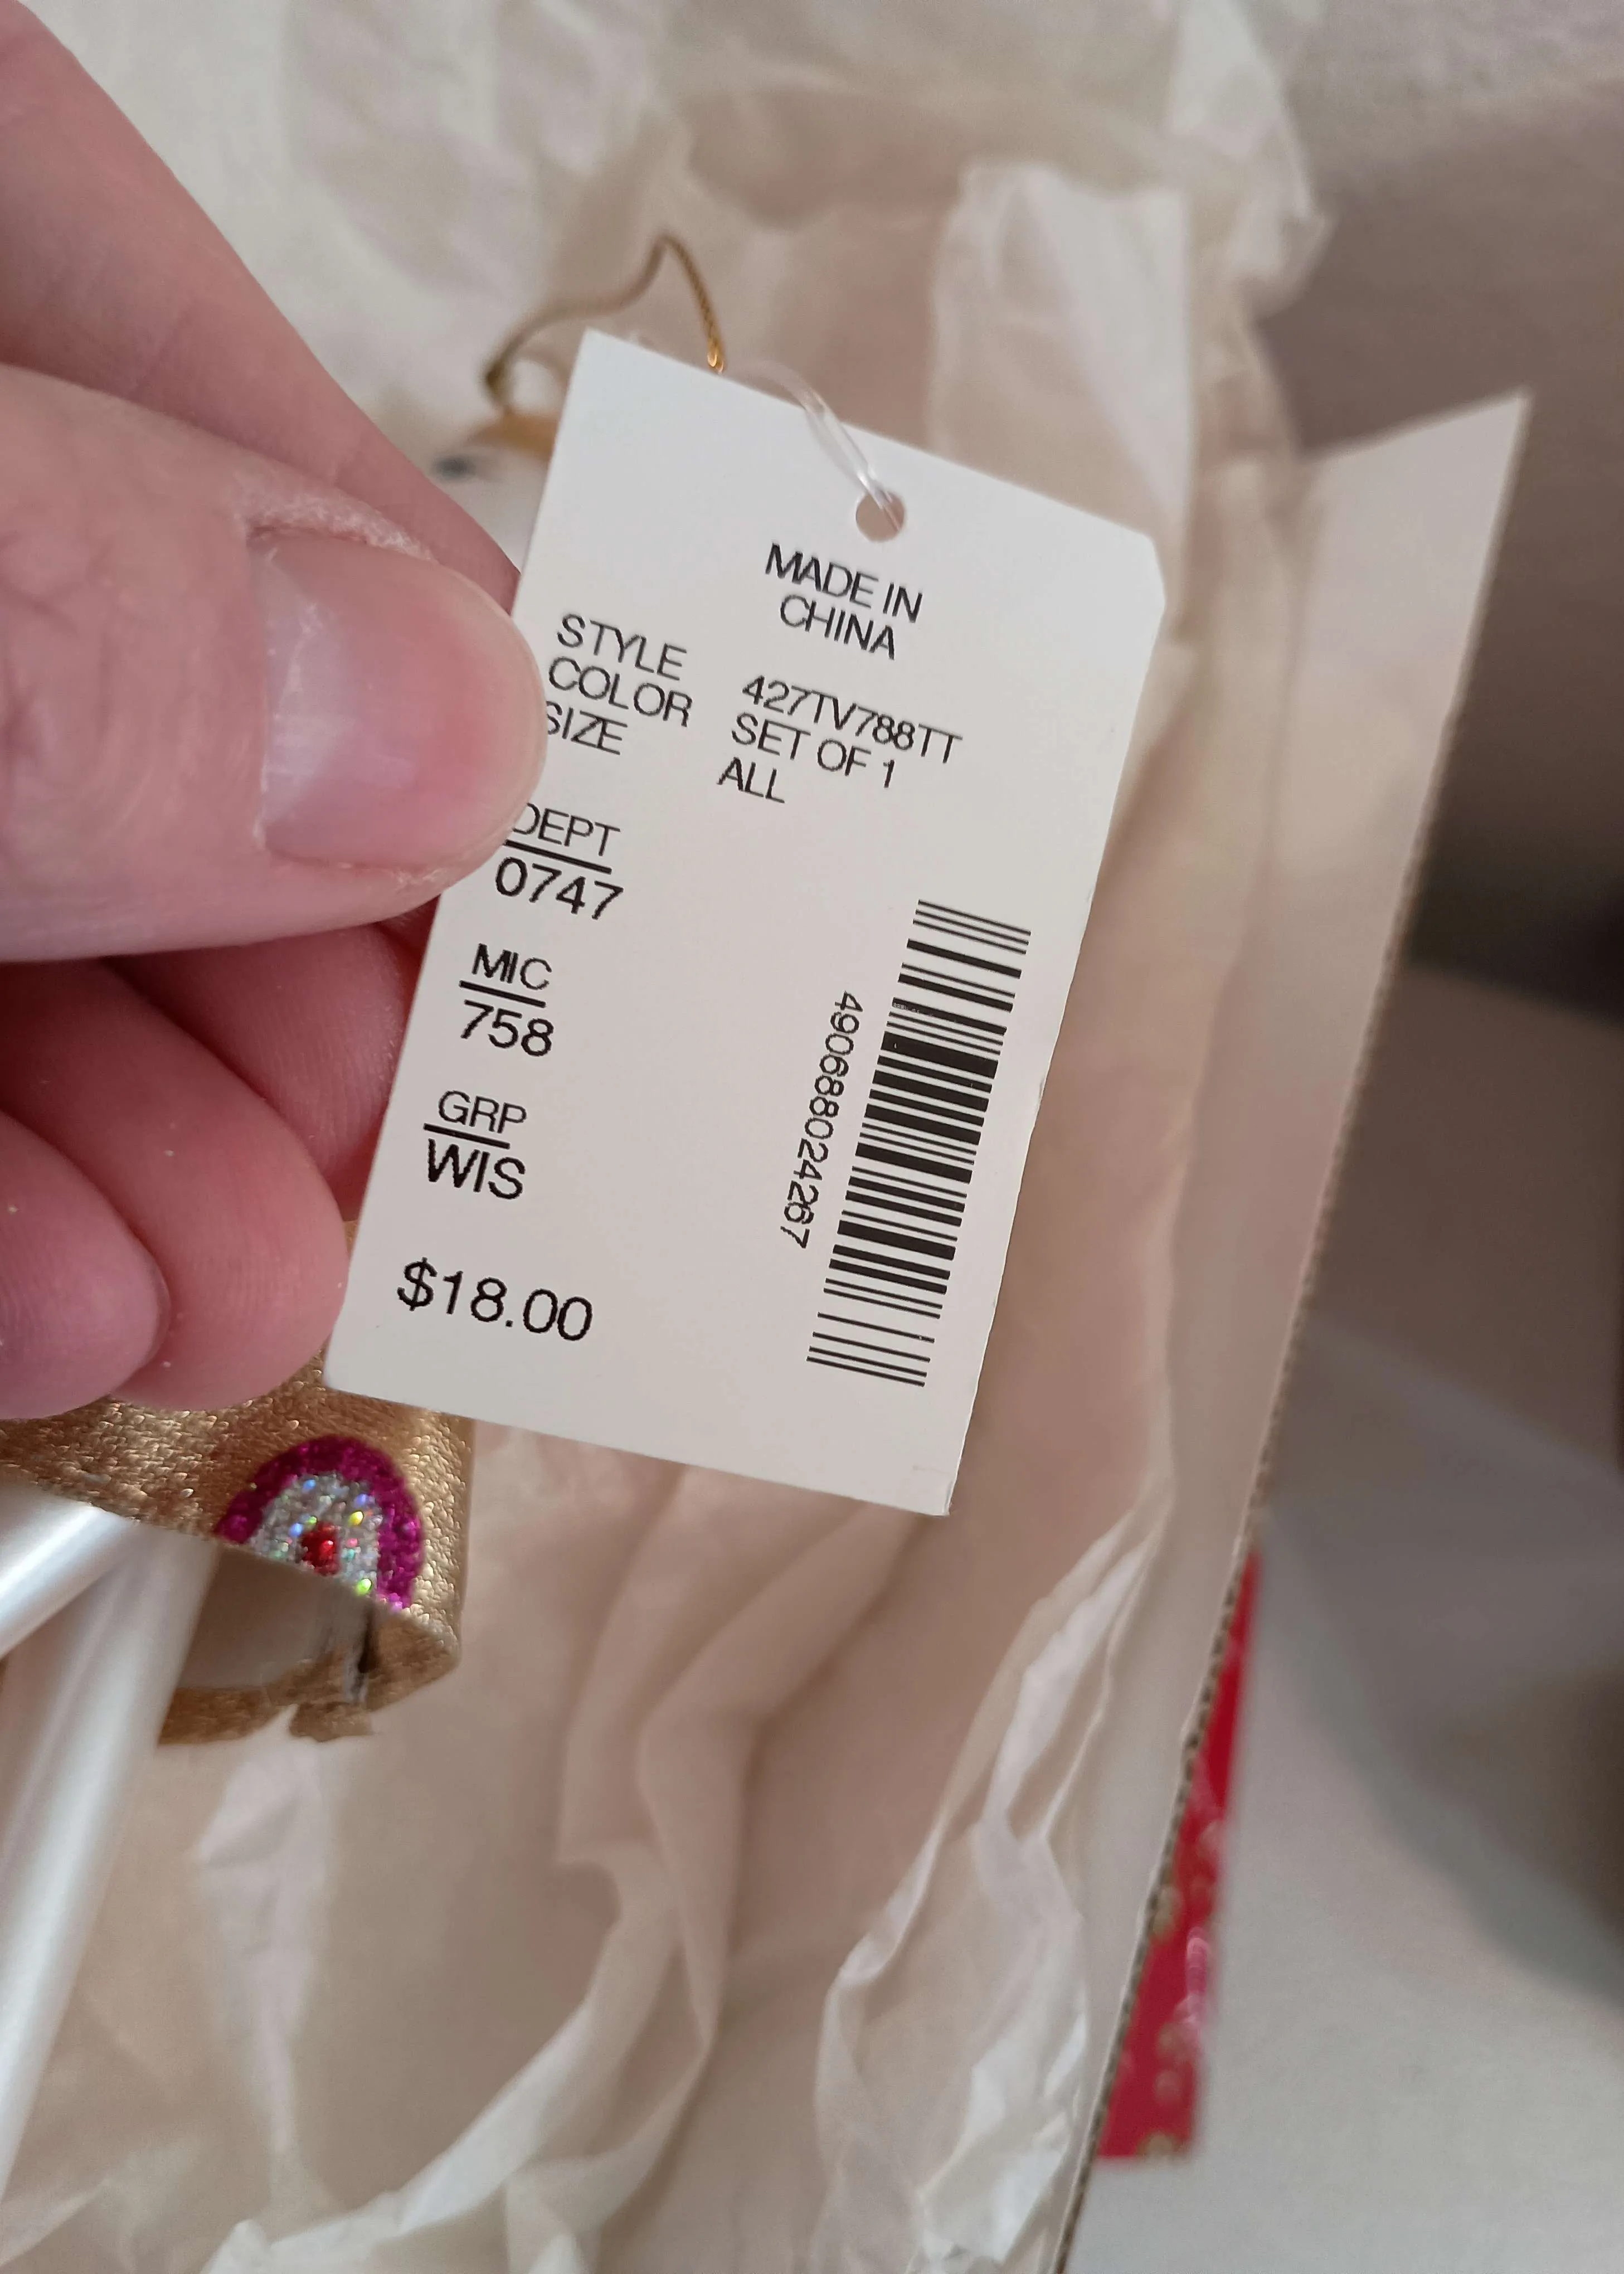 MADE IN
CHINA
STYLE 427TV788TT
COLOR SET OF 1
SIZE ALL
DEPT
0747
MIC
758
GRP
WIS
$18.00
490688024267